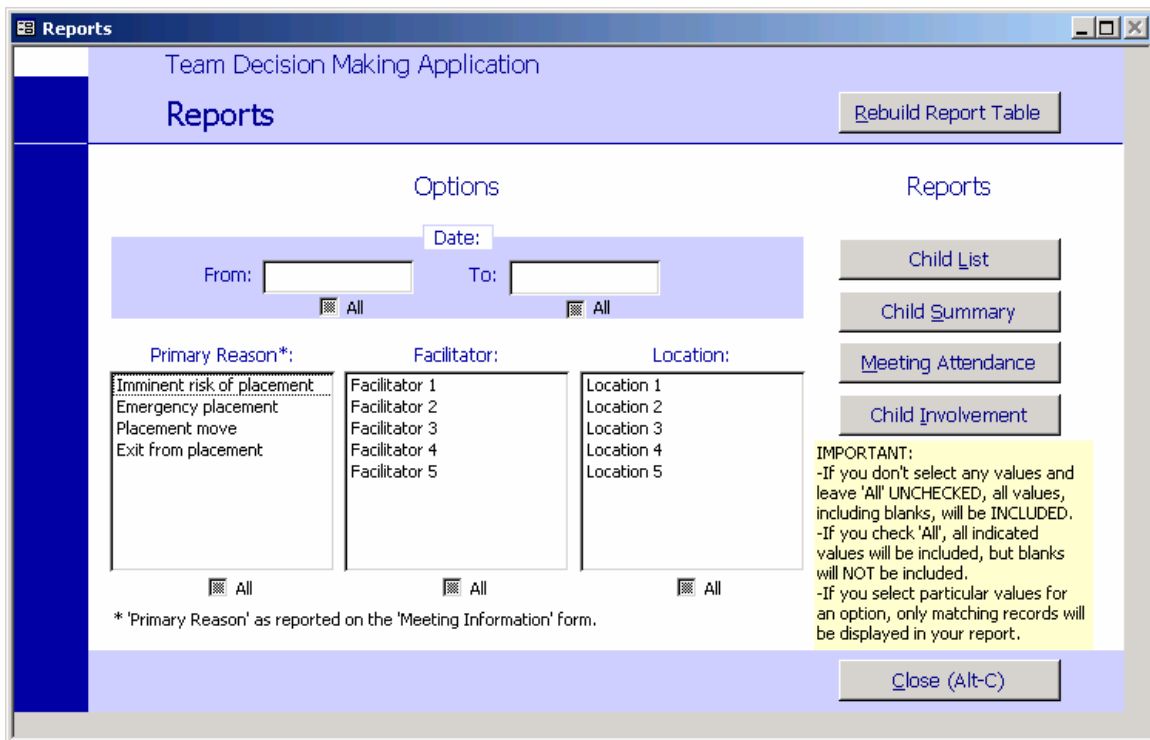 Reports
Team Decision Making Application
Reports
Rebuild Report Table
Options
Reports
Date:
From:
To:
All
All
Primary Reason*:
Imminent risk of placement
Emergency placement
Placement move
Exit from placement
All
Facilitator:
Facilitator 1
Facilitator 2
Facilitator 3
Facilitator 4
Facilitator 5
All
Location:
Location 1
Location 2
Location 3
Location 4
Location 5
All
* 'Primary Reason' as reported on the 'Meeting Information' form.
Child List
Child Summary
Meeting Attendance
Child Involvement
IMPORTANT:
-If you don't select any values and
leave 'All' UNCHECKED, all values,
including blanks, will be INCLUDED.
-If you check 'All', all indicated
values will be included, but blanks
will NOT be included.
-If you select particular values for
an option, only matching records will
be displayed in your report.
Close (Alt-C)